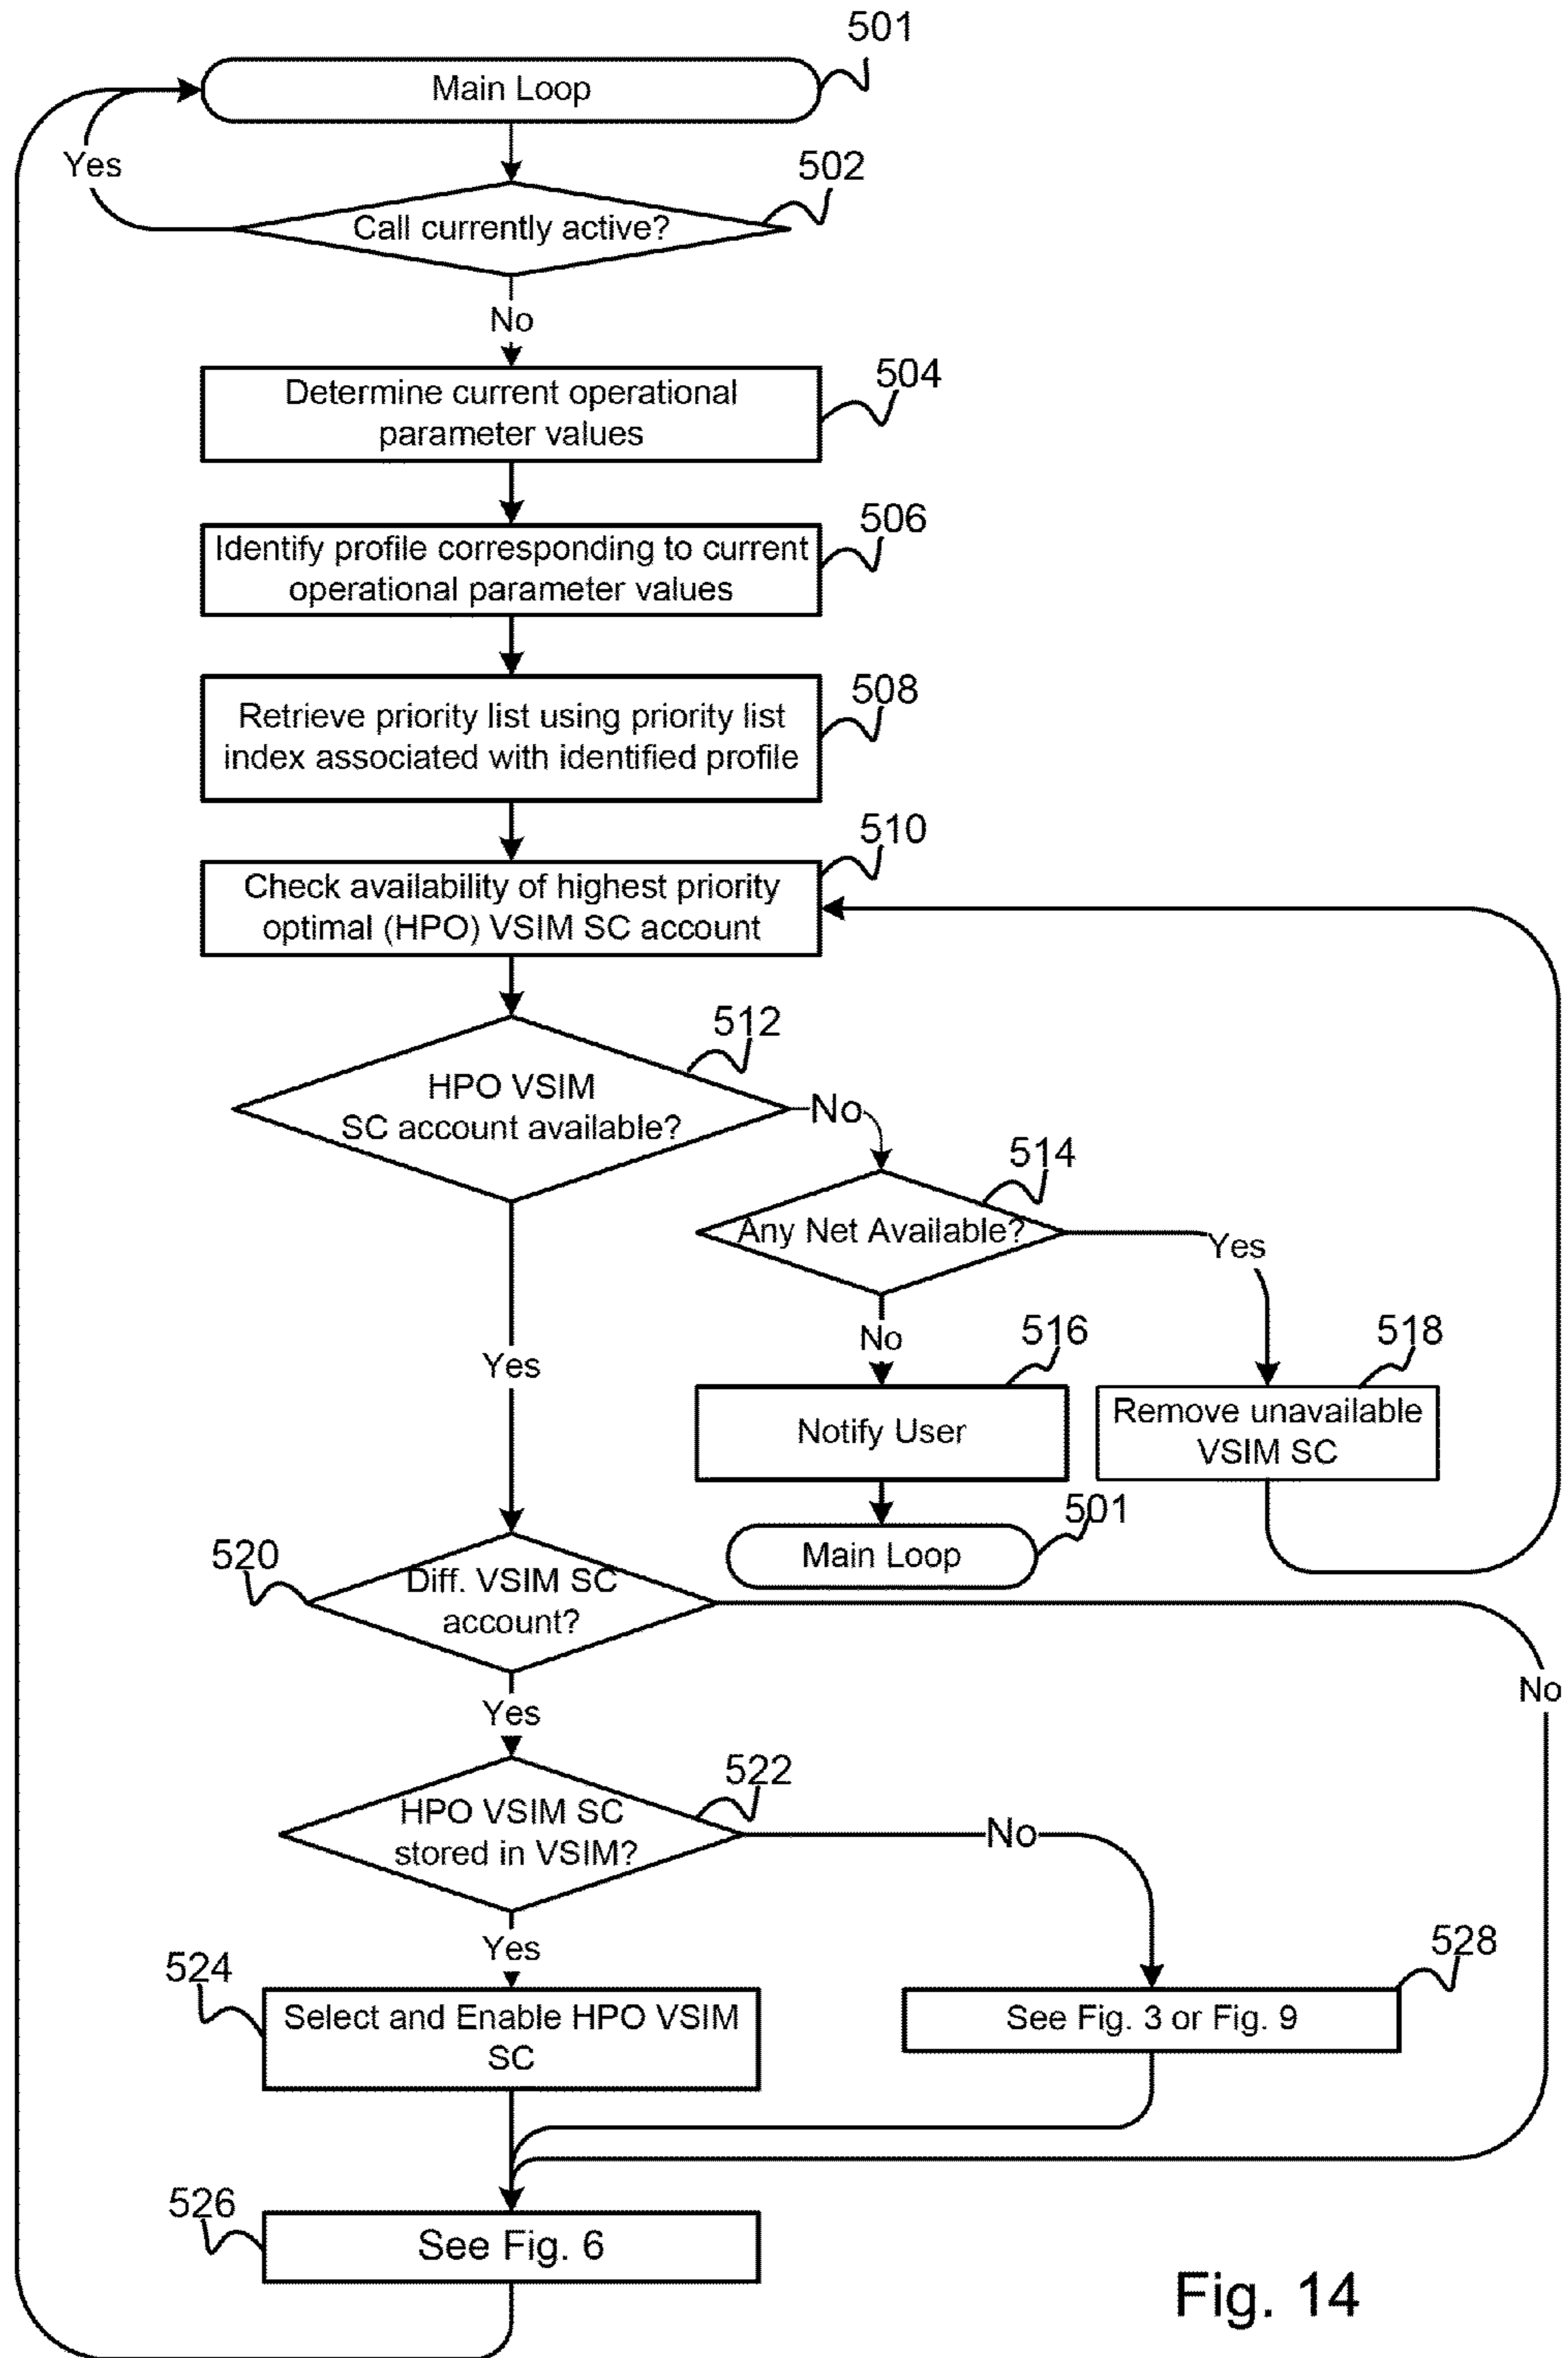 501
Main Loop
Yes
502
Call currently active?
No
504
Determine current operational
parameter values
506
Identify profile corresponding to current
operational parameter values
508
Retrieve priority list using priority list
index associated with identified profile
510
Check availability of highest priority
optimal (HPO) VSIM SC account
512
HPO VSIM
SC account available?
No
514
Any Net Available?
Yes
No
516
518
Yes
Notify User
Remove unavailable
VSIM SC
501
Main Loop
520
Diff. VSIM SC
account?
No
Yes
522
HPO VSIM SC
stored in VSIM?
No
Yes
524
528
Select and Enable HPO VSIM
SC
See Fig. 3 or Fig. 9
526
See Fig. 6
Fig. 14